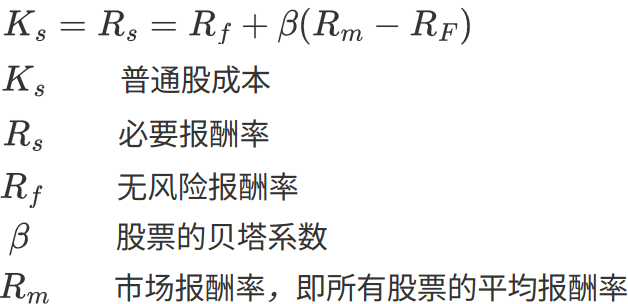 K_s = R_s = R_f + β(R_m − R_F)
K_s 普通股成本
R_s 必要报酬率
R_f 无风险报酬率
β 股票的贝塔系数
R_m 市场报酬率，即所有股票的平均报酬率